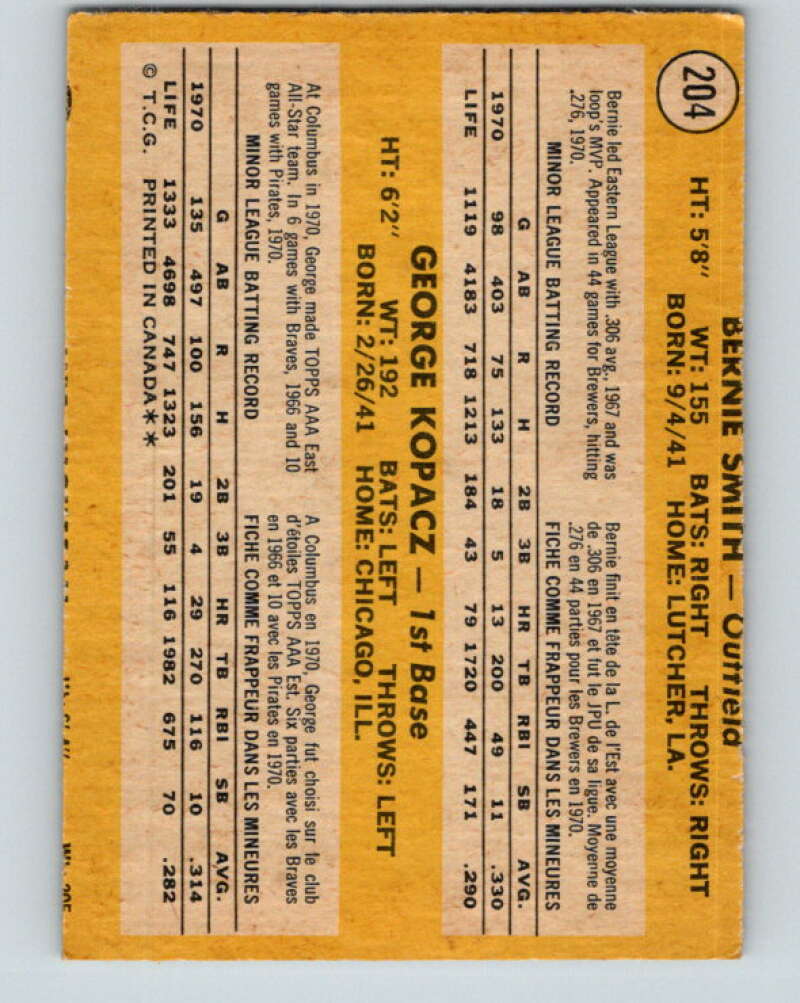 204
BERNIE SMITH — Outfield
HT: 5'8" WT: 155 BATS: RIGHT THROWS: RIGHT
BORN: 9/4/41 HOME: LUTCHER, LA.
Bernie led Eastern League with .306 avg., 1967 and was
loop's MVP. Appeared in 44 games for Brewers, hitting
.276, 1970.
Bernie finit en tête de la L. de l'Est avec une moyenne
de .306 en 1967 et fut le JPU de sa ligue. Moyenne de
.276 en 44 parties pour les Brewers en 1970.
MINOR LEAGUE BATTING RECORD FICHE COMME FRAPPEUR DANS LES MINEURES
G AB R H 2B 3B HR TB RBI SB AVG.
1970 98 403 75 133 18 5 13 200 49 11 .330
LIFE 1119 4183 718 1213 184 43 79 1720 447 171 .290
GEORGE KOPACZ — 1st Base
HT: 6'2" WT: 192 BATS: LEFT THROWS: LEFT
BORN: 2/26/41 HOME: CHICAGO, ILL.
At Columbus in 1970, George made TOPPS AAA East
All-Star team. In 6 games with Braves, 1966 and 10
games with Pirates, 1970.
A Columbus en 1970, George fut choisi sur le club
d'étoiles TOPPS AAA Est. Six parties avec les Braves
en 1966 et 10 avec les Pirates en 1970.
MINOR LEAGUE BATTING RECORD FICHE COMME FRAPPEUR DANS LES MINEURES
G AB R H 2B 3B HR TB RBI SB AVG.
1970 135 497 100 156 19 4 29 270 116 10 .314
LIFE 1333 4698 747 1323 201 55 116 1982 675 70 .282
© T.C.G. PRINTED IN CANADA**